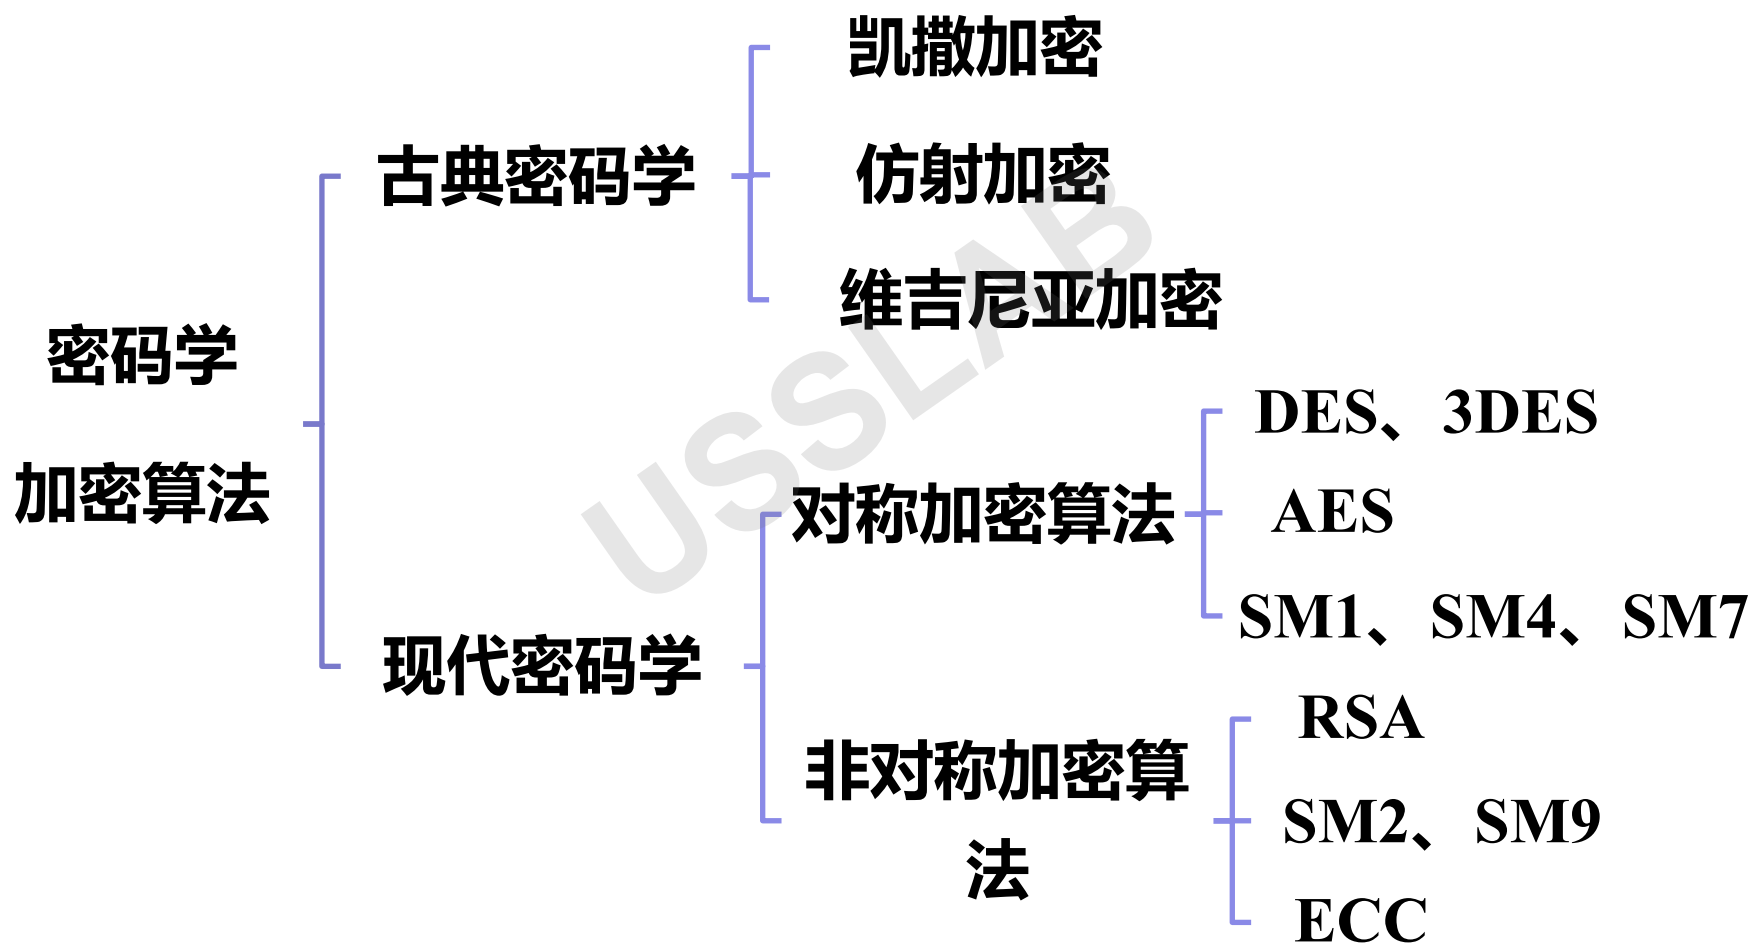 密码学
加密算法
古典密码学
凯撒加密
仿射加密
维吉尼亚加密
现代密码学
对称加密算法
DES、3DES
AES
SM1、SM4、SM7
非对称加密算
法
RSA
SM2、SM9
ECC
USSLAB